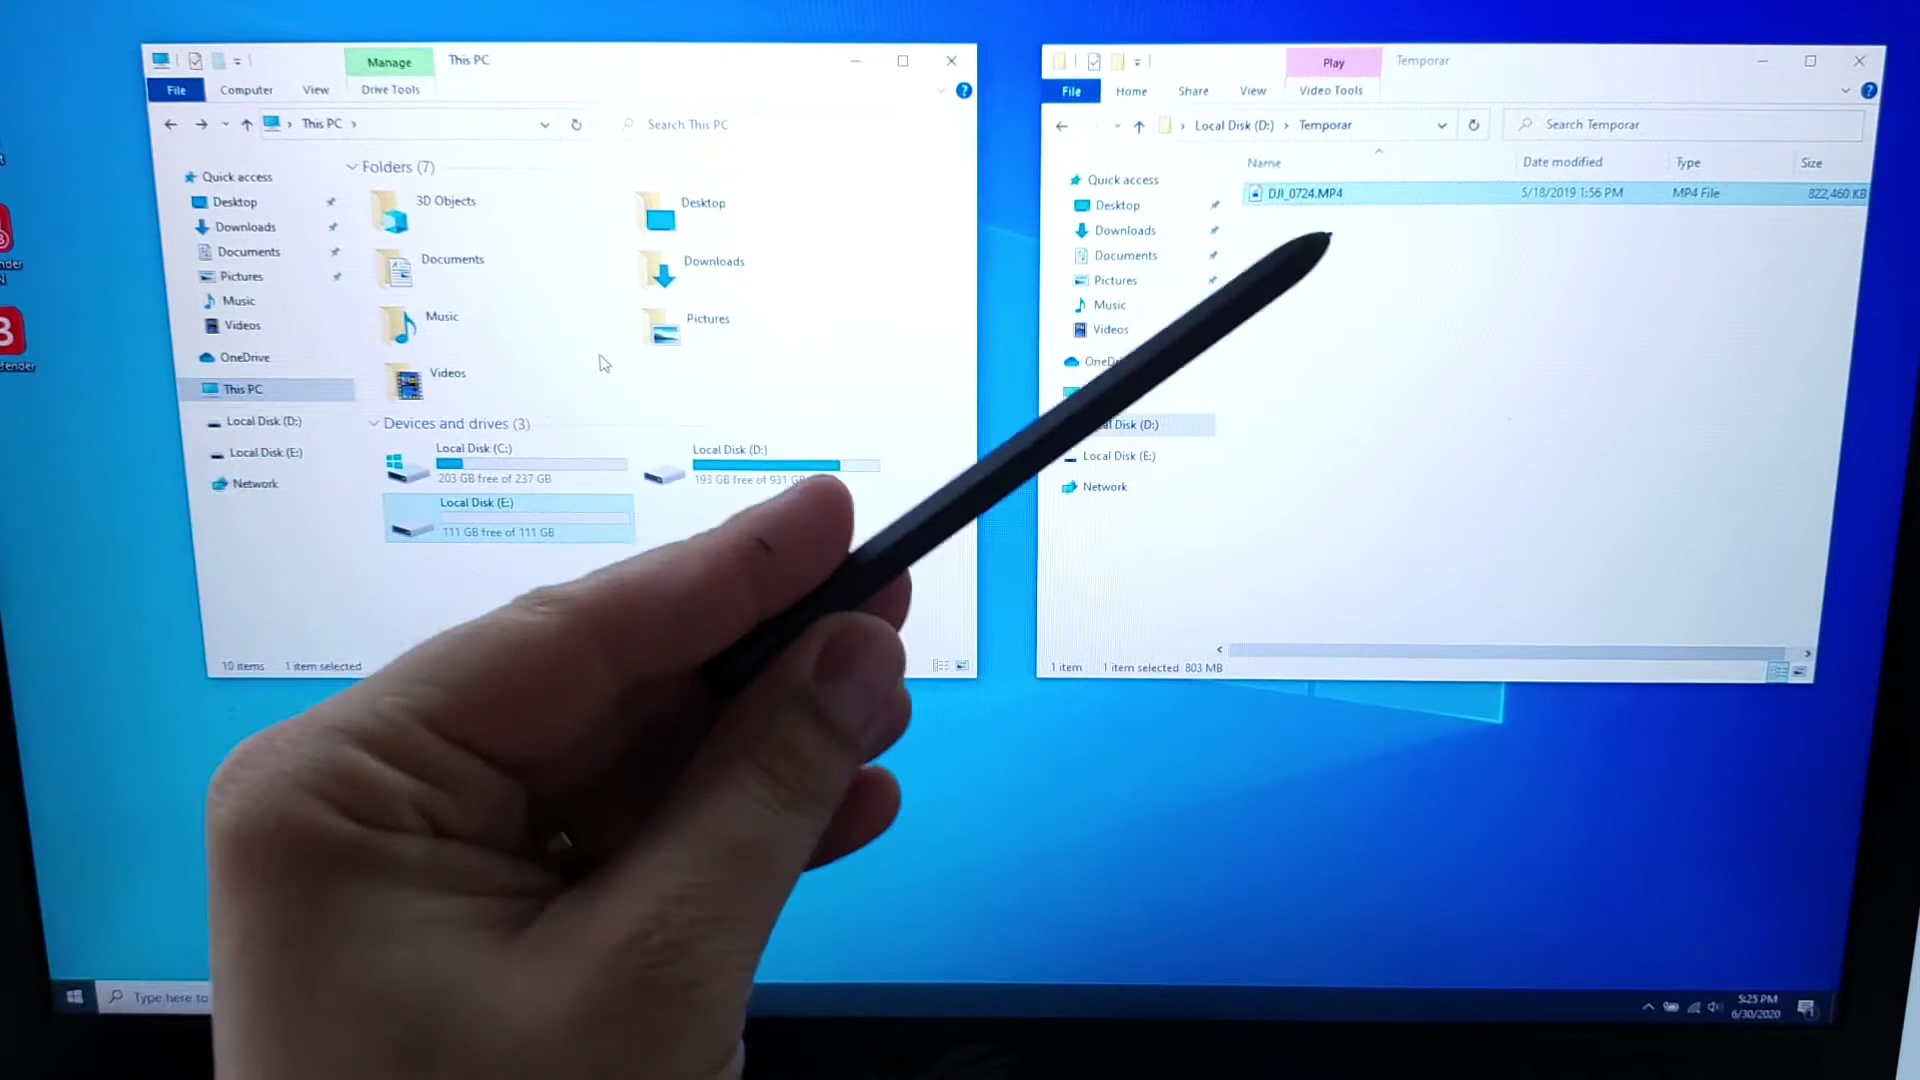 Manage
This PC
File
Computer
View
Drive Tools
This PC
Search This PC
Quick access
Desktop
Downloads
Documents
Pictures
Music
Videos
OneDrive
This PC
Local Disk (D:)
Local Disk (E:)
Network
Folders (7)
3D Objects
Desktop
Documents
Downloads
Music
Pictures
Videos
Devices and drives (3)
Local Disk (C:)
203 GB free of 237 GB
Local Disk (D:)
193 GB free of 931 G
Local Disk (E:)
111 GB free of 111 GB
10 items 1 item selected
Play
Temporar
File
Home
Share
View
Video Tools
Local Disk (D:) Temporar
Search Temporar
Name
Date modified
Type
Size
DJI_0724.MP4
5/18/2019 1:56 PM
MP4 File
822,460 KB
Quick access
Desktop
Downloads
Documents
Pictures
Music
Videos
OneD
al Disk (D:)
Local Disk (E:)
Network
1 item 1 item selected 803 MB
Type here to
5:25 PM
6/30/2020